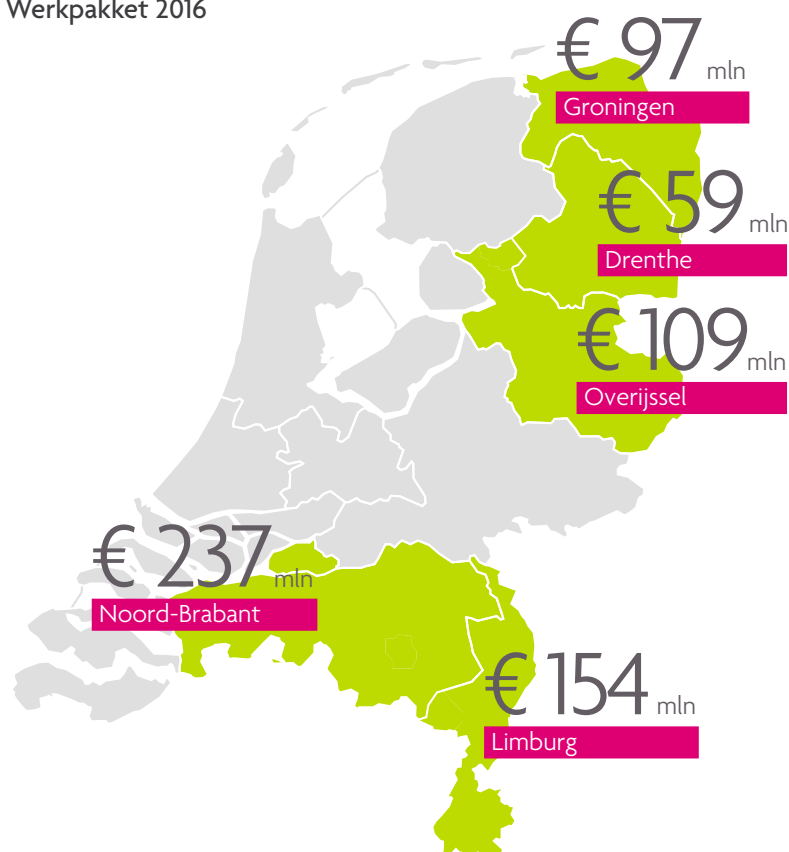 Werkpakket 2016
€ 97 mln
Groningen
€ 59 mln
Drenthe
€ 109 mln
Overijssel
€ 237 mln
Noord-Brabant
€ 154 mln
Limburg